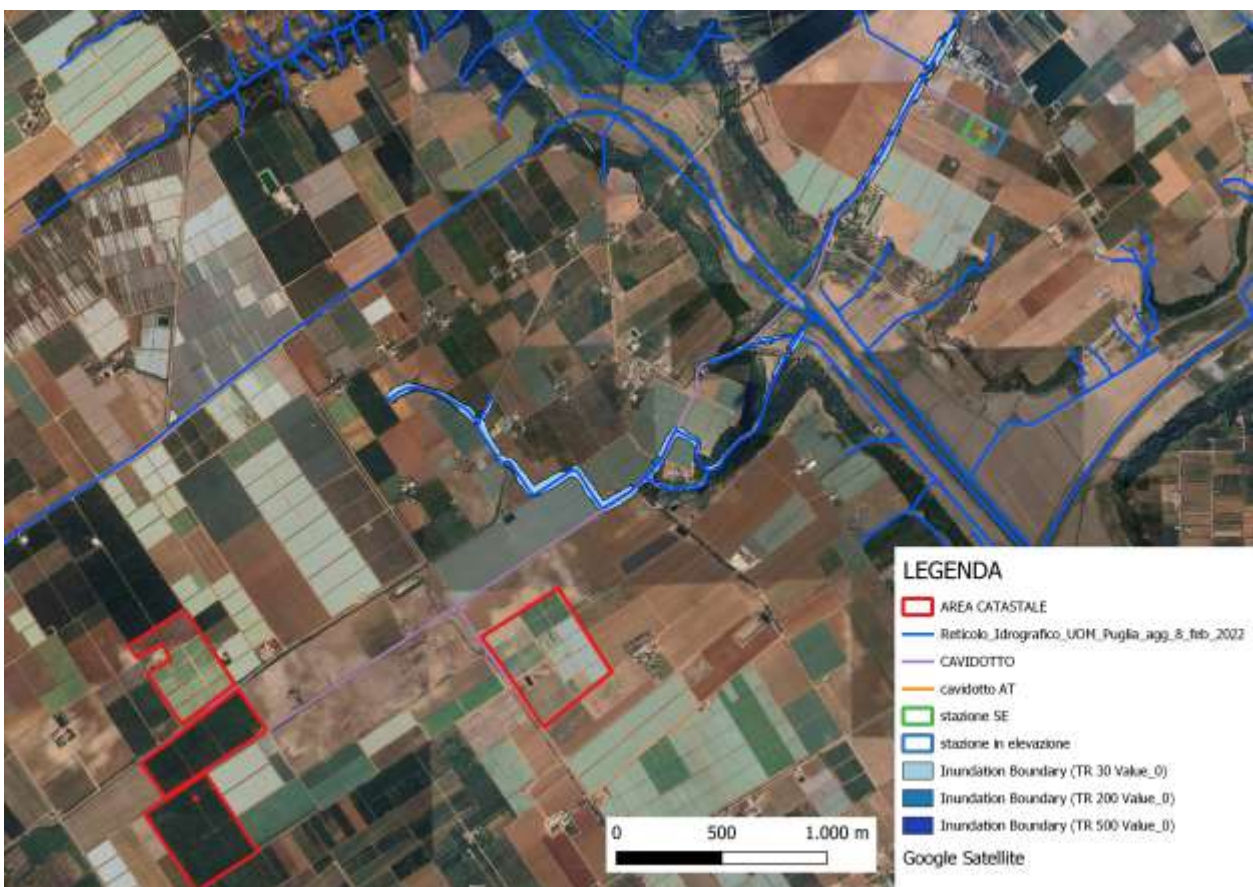 LEGENDA
AREA CATASTALE
Reticolo_Idrografico_UOM_Puglia_agg_8_feb_2022
CAVIDOTTO
cavidotto AT
stazione SE
stazione in elevazione
Inundation Boundary (TR 30 Value_0)
Inundation Boundary (TR 200 Value_0)
Inundation Boundary (TR 500 Value_0)
Google Satellite
0 500 1.000 m